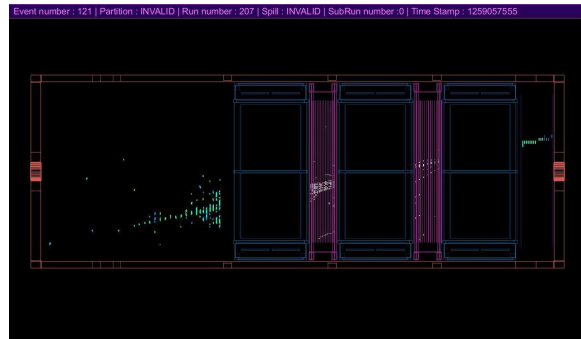 Event number : 121 | Partition : INVALID | Run number : 207 | Spill : INVALID | SubRun number :0 | Time Stamp : 1259057555